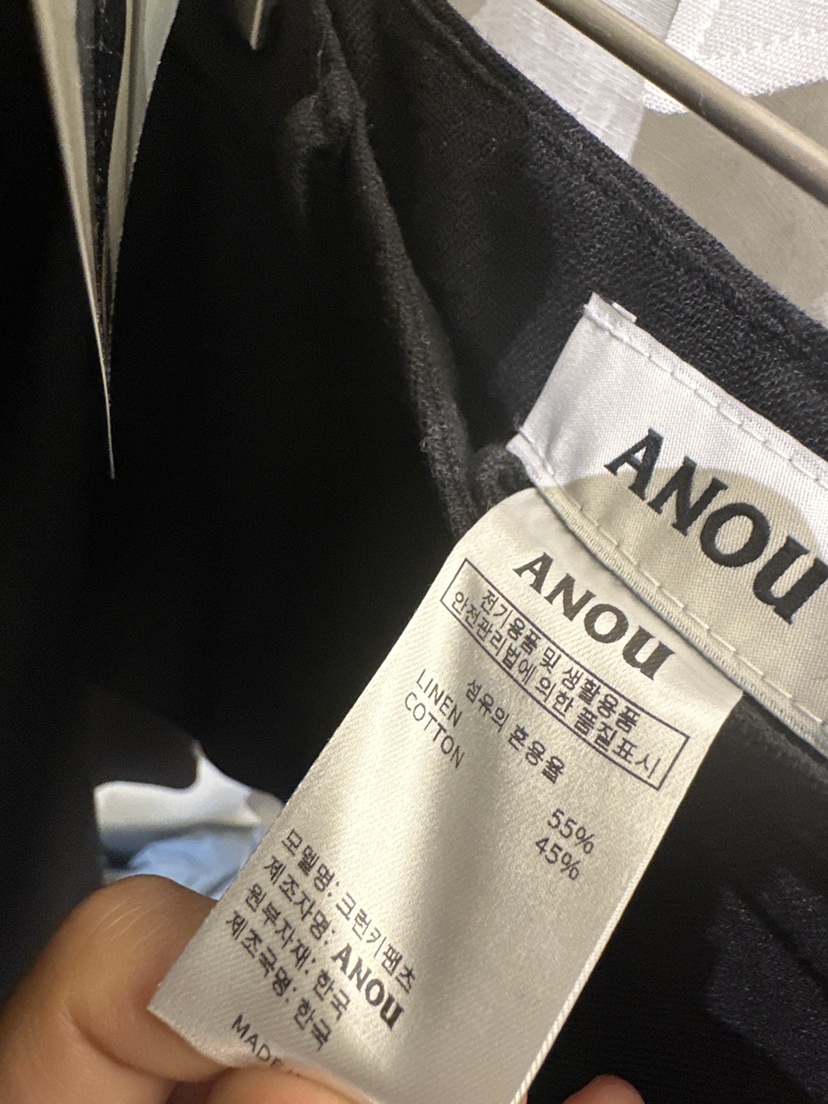 ANOU
ANOU
전기용품 및 생활용품
안전관리법에 의한 품질표시
섬유의 혼용율
LINEN 55%
COTTON 45%
모델명: 크런키팬츠
제조자명: ANOU
원부자재: 한국
제조국명: 한국
MADE